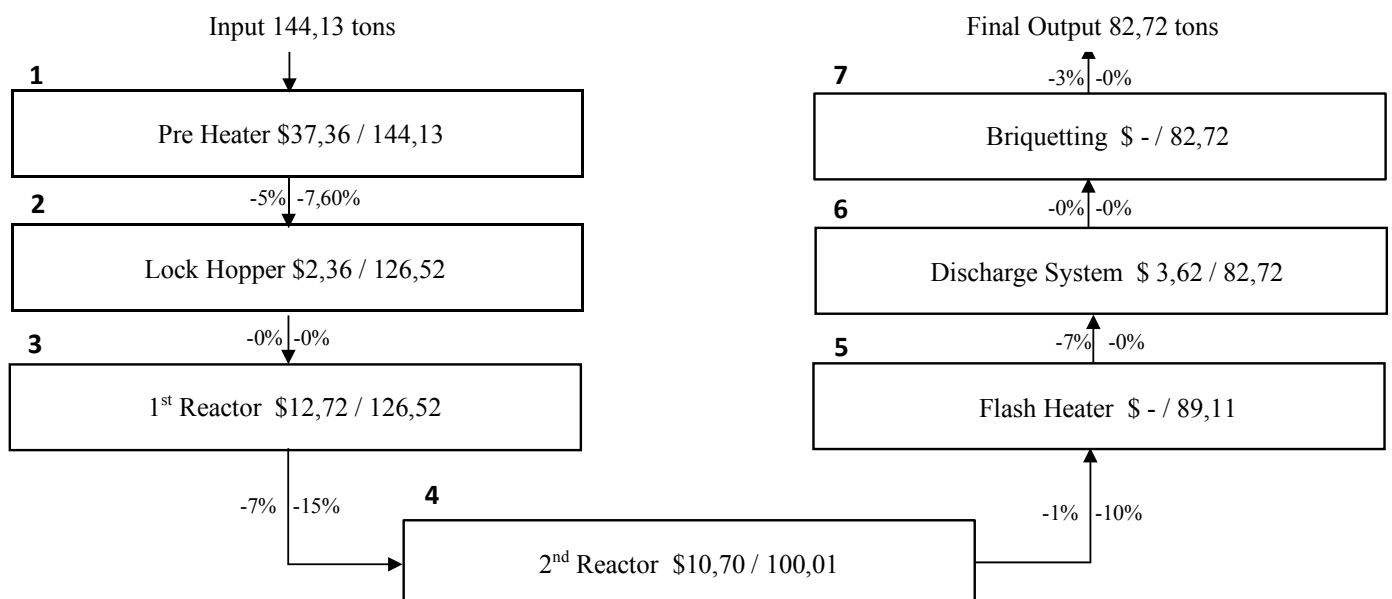 Input 144,13 tons
1
Pre Heater $37,36 / 144,13
-5% -7,60%
2
Lock Hopper $2,36 / 126,52
-0% -0%
3
1st Reactor $12,72 / 126,52
-7% -15%
4
2nd Reactor $10,70 / 100,01
-1% -10%
5
Flash Heater $ - / 89,11
-7% -0%
6
Discharge System $ 3,62 / 82,72
-0% -0%
7
Briquetting $ - / 82,72
-3% -0%
Final Output 82,72 tons